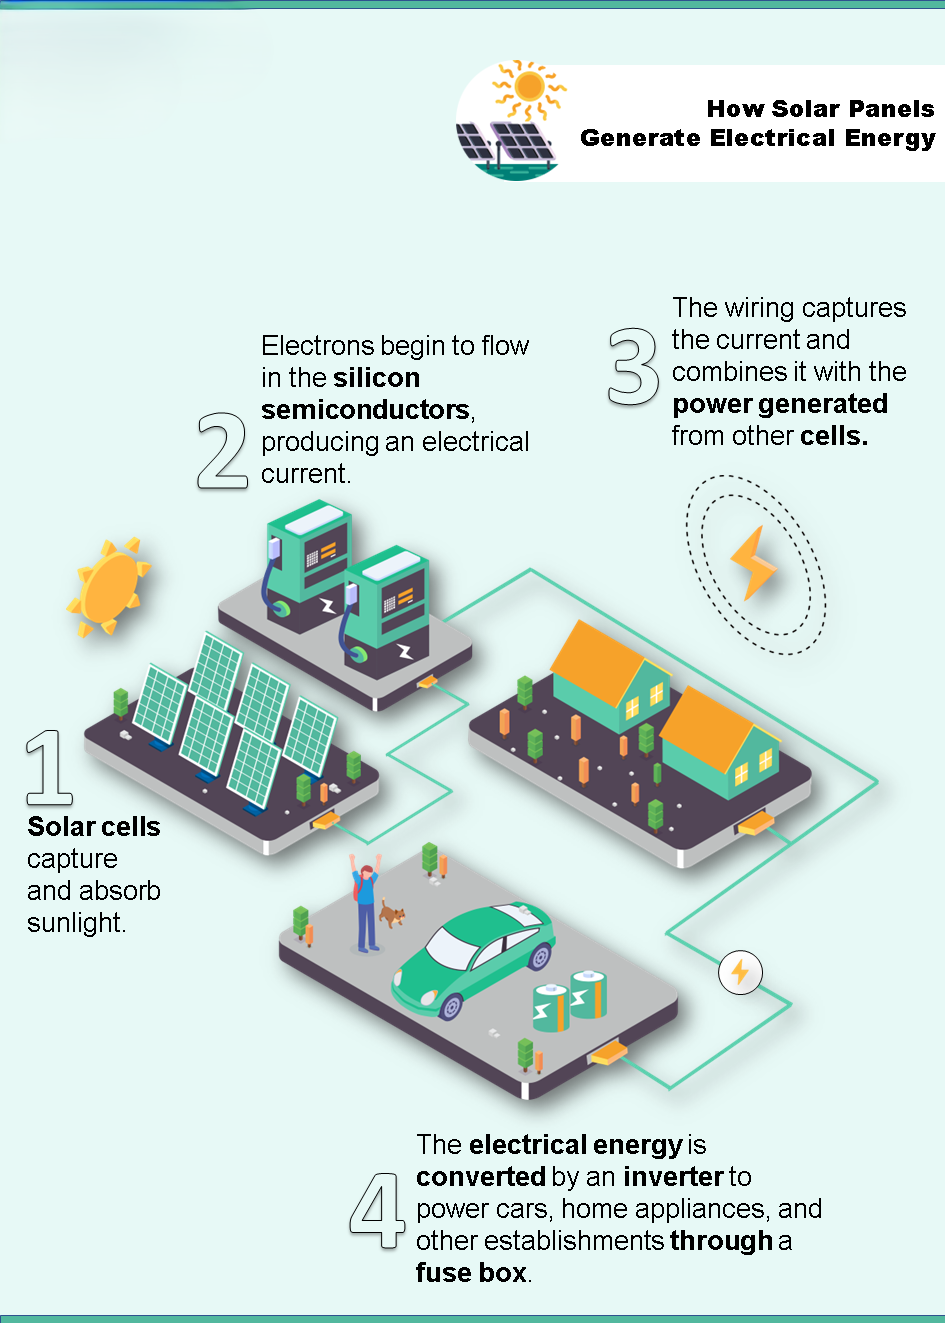 How Solar Panels
Generate Electrical Energy
1
Solar cells
capture
and absorb
sunlight.
2
Electrons begin to flow
in the silicon
semiconductors,
producing an electrical
current.
3
The wiring captures
the current and
combines it with the
power generated
from other cells.
4
The electrical energy is
converted by an inverter to
power cars, home appliances, and
other establishments through a
fuse box.